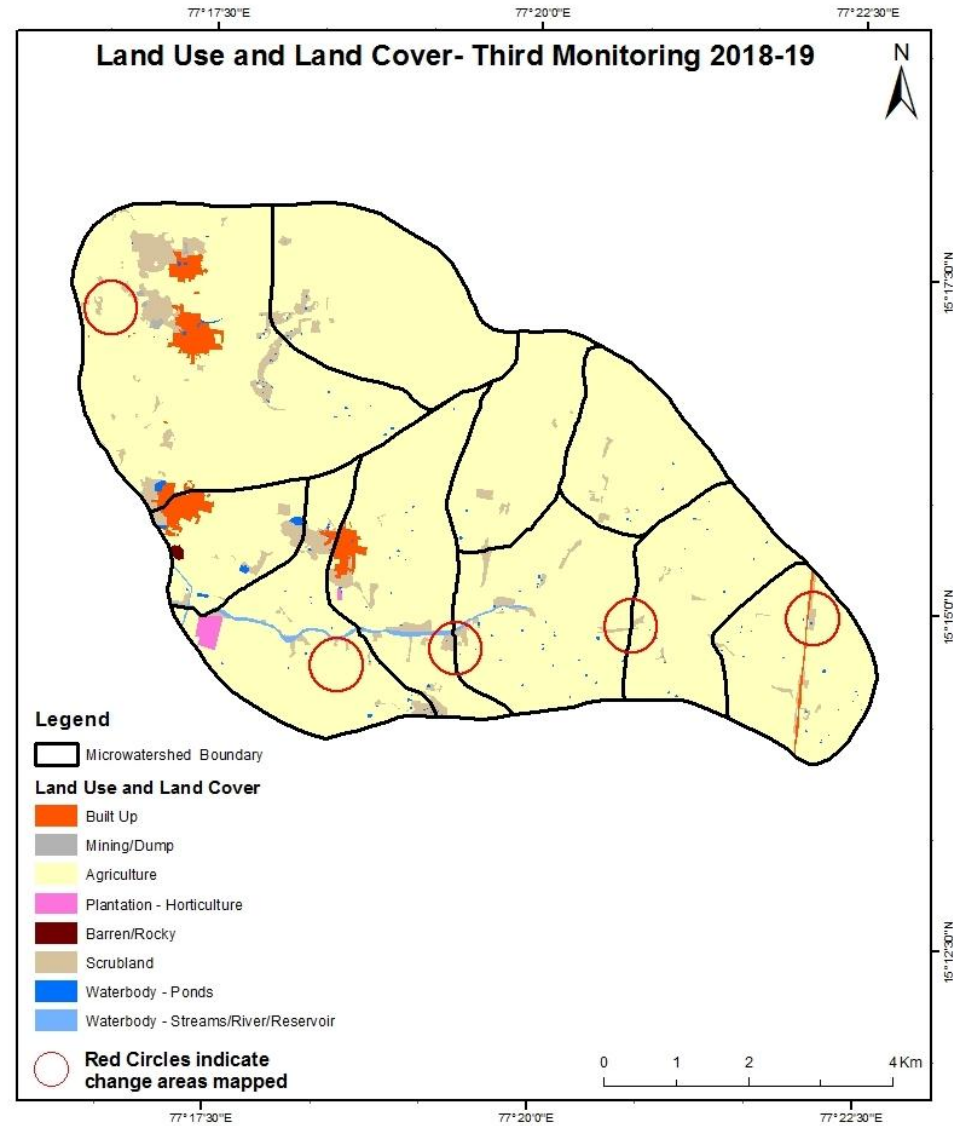 77°17'30"E
77°20'0"E
77°22'30"E
Land Use and Land Cover- Third Monitoring 2018-19
N
15°17'30"N
15°15'0"N
15°12'30"N
Legend
Microwatershed Boundary
Land Use and Land Cover
Built Up
Mining/Dump
Agriculture
Plantation - Horticulture
Barren/Rocky
Scrubland
Waterbody - Ponds
Waterbody - Streams/River/Reservoir
Red Circles indicate
change areas mapped
0 1 2 4 Km
77°17'30"E
77°20'0"E
77°22'30"E